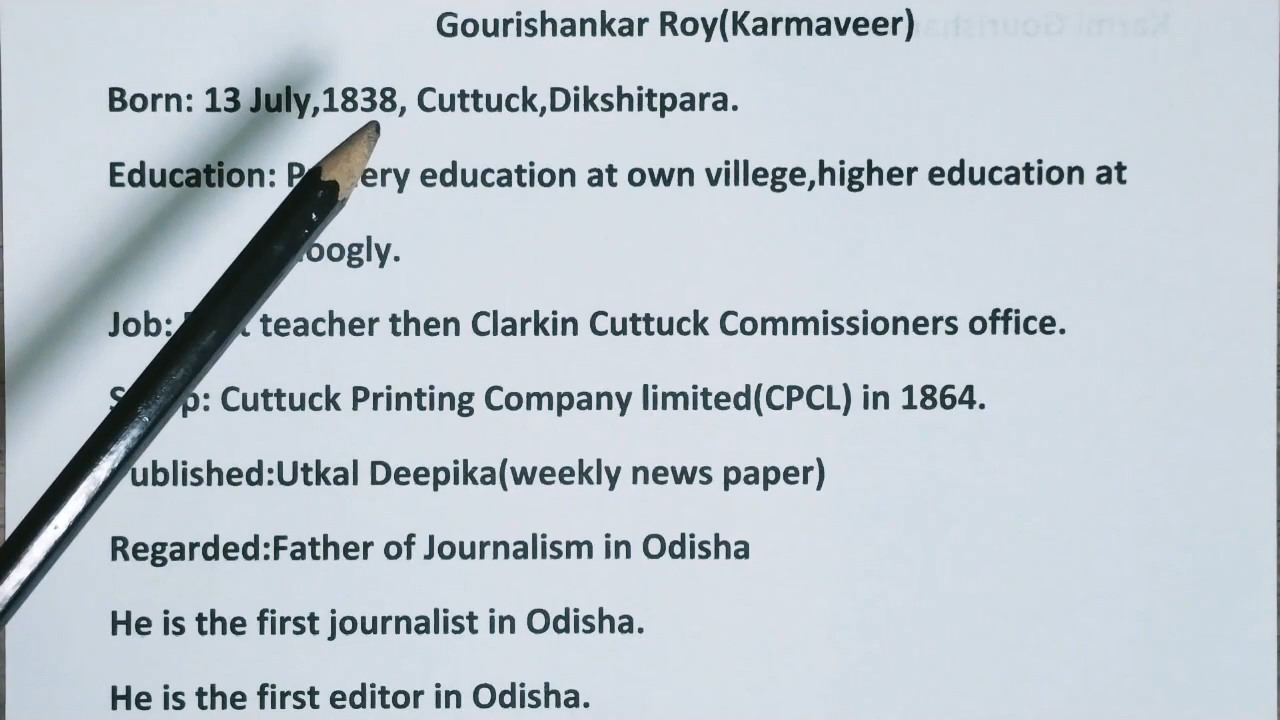 Gourishankar Roy(Karmaveer)
Born: 13 July,1838, Cuttuck,Dikshitpara.
Education: education at own villege,higher education at
Job: teacher then Clarkin Cuttuck Commissioners office.
Cuttuck Printing Company limited(CPCL) in 1864.
ublished:Utkal Deepika(weekly news paper)
Regarded:Father of Journalism in Odisha
He is the first journalist in Odisha.
He is the first editor in Odisha.